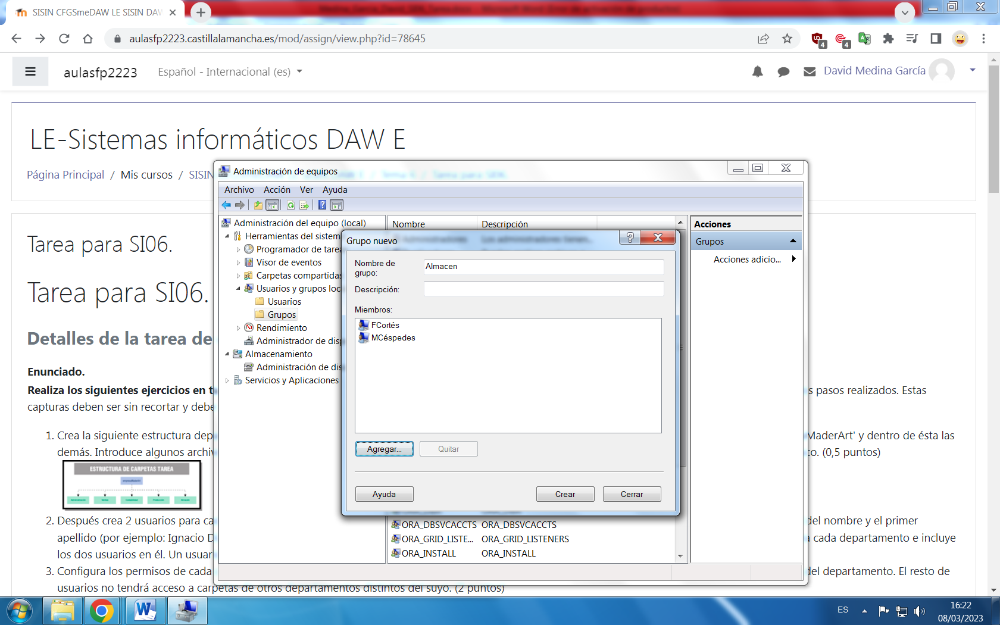 SISIN CFGSmeDAW LE SISIN DAW
aulasfp2223.castillalamancha.es/mod/assign/view.php?id=78645
4
4
aulasfp2223
Español - Internacional (es)
David Medina García
LE-Sistemas informáticos DAW E
Página Principal / Mis cursos / SISIN
Tarea para SI06.
Tarea para SI06.
Detalles de la tarea de
Enunciado.
Realiza los siguientes ejercicios en t
s pasos realizados. Estas
capturas deben ser sin recortar y debe
1. Crea la siguiente estructura dep
MaderArt' y dentro de ésta las
demás. Introduce algunos archiv
co. (0,5 puntos)
ESTRUCTURA DE CARPETAS TAREA
2. Después crea 2 usuarios para ca
del nombre y el primer
apellido (por ejemplo: Ignacio D
a cada departamento e incluye
los dos usuarios en él. Un usuar
3. Configura los permisos de cada
del departamento. El resto de
usuarios no tendrá acceso a carpetas de otros departamentos distintos del suyo. (2 puntos)
Administración de equipos
Archivo Acción Ver Ayuda
Administración del equipo (local)
Herramientas del sistem
Programador de tarea
Visor de eventos
Carpetas compartidas
Usuarios y grupos loc
Usuarios
Grupos
Rendimiento
Administrador de disp
Almacenamiento
Administración de dis
Servicios y Aplicaciones
Nombre Descripción
ORA_DBSVCACCTS ORA_DBSVCACCTS
ORA_GRID_LISTE... ORA_GRID_LISTENERS
ORA_INSTALL ORA_INSTALL
Acciones
Grupos
Acciones adicio...
Grupo nuevo
Nombre de
grupo:
Almacen
Descripción:
Miembros:
FCortés
MCéspedes
Agregar... Quitar
Ayuda Crear Cerrar
ES
16:22
08/03/2023